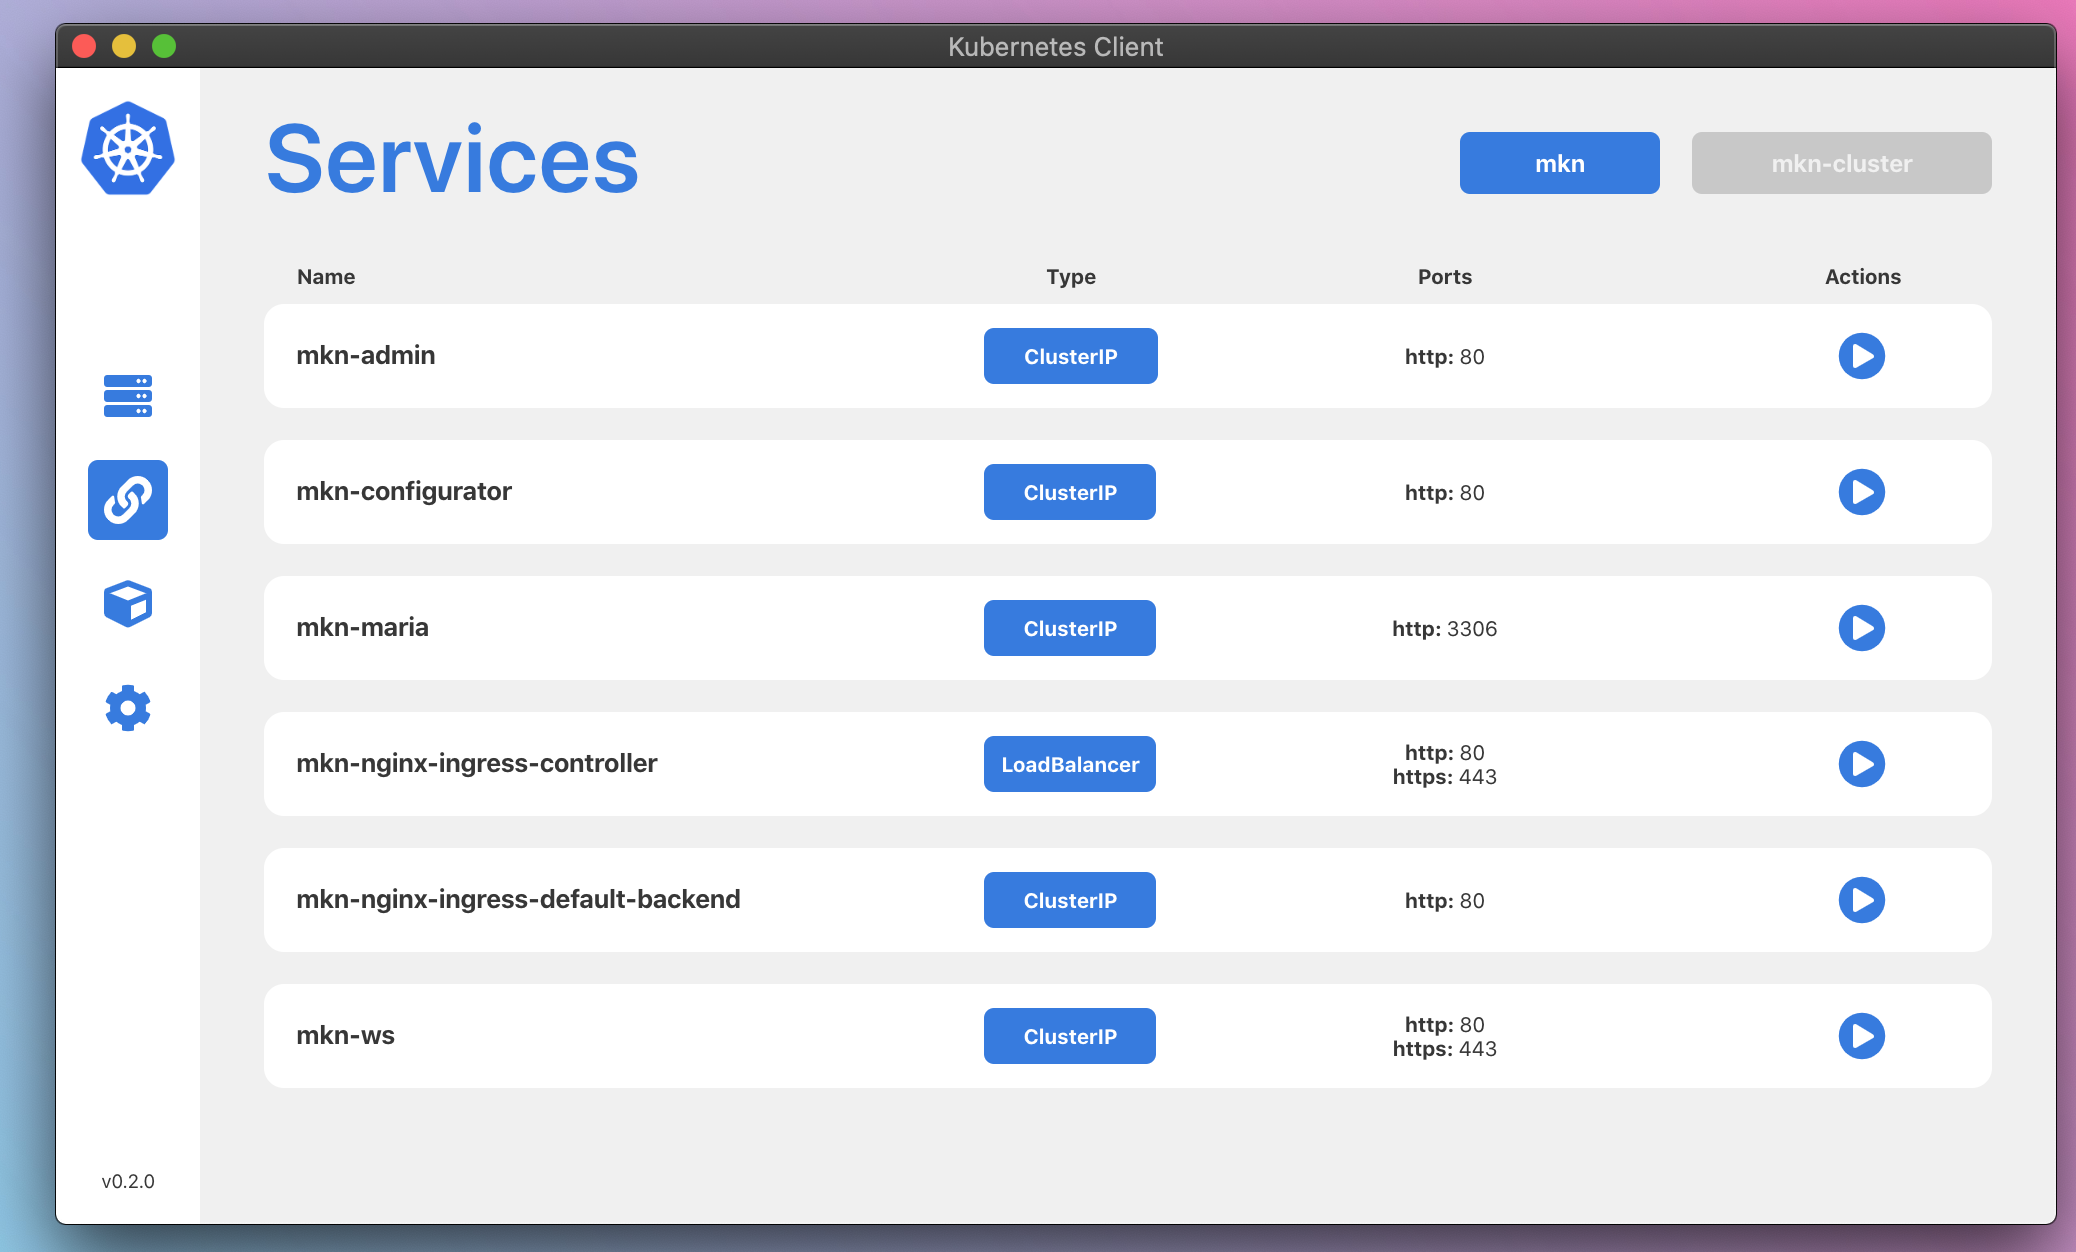 Kubernetes Client
Services
mkn
mkn-cluster
Name Type Ports Actions
mkn-admin ClusterIP http: 80
mkn-configurator ClusterIP http: 80
mkn-maria ClusterIP http: 3306
mkn-nginx-ingress-controller LoadBalancer http: 80
https: 443
mkn-nginx-ingress-default-backend ClusterIP http: 80
mkn-ws ClusterIP http: 80
https: 443
v0.2.0